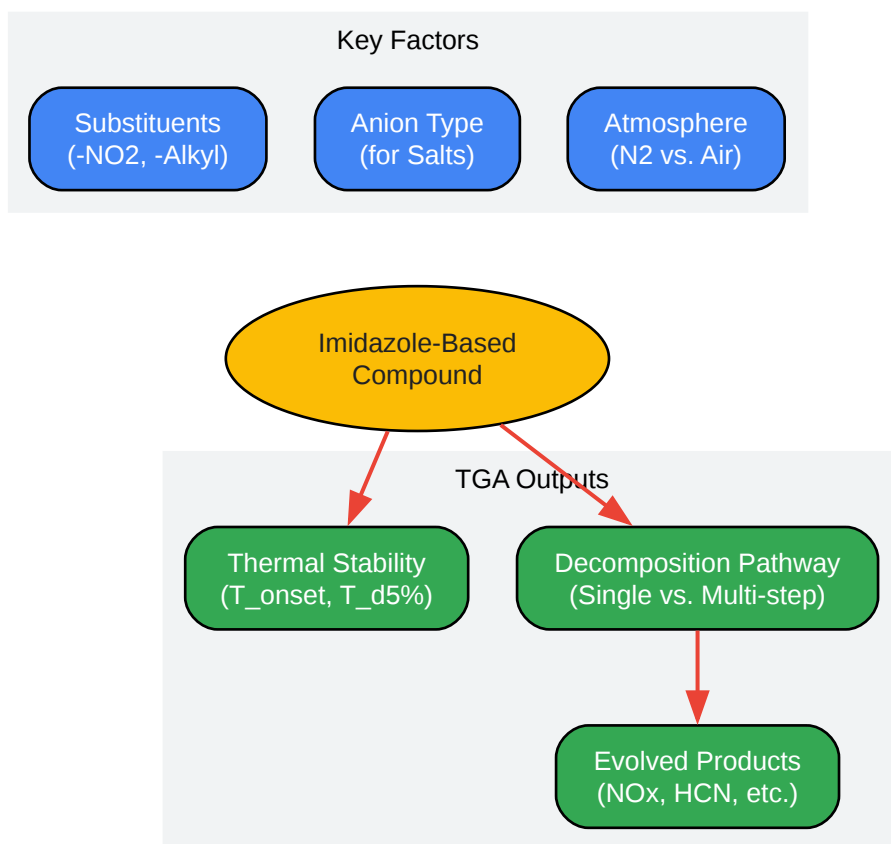 Key Factors
Substituents
(-NO2, -Alkyl)
Anion Type
(for Salts)
Atmosphere
(N2 vs. Air)
Imidazole-Based
Compound
TGA Outputs
Thermal Stability
(T_onset, T_d5%)
Decomposition Pathway
(Single vs. Multi-step)
Evolved Products
(NOx, HCN, etc.)